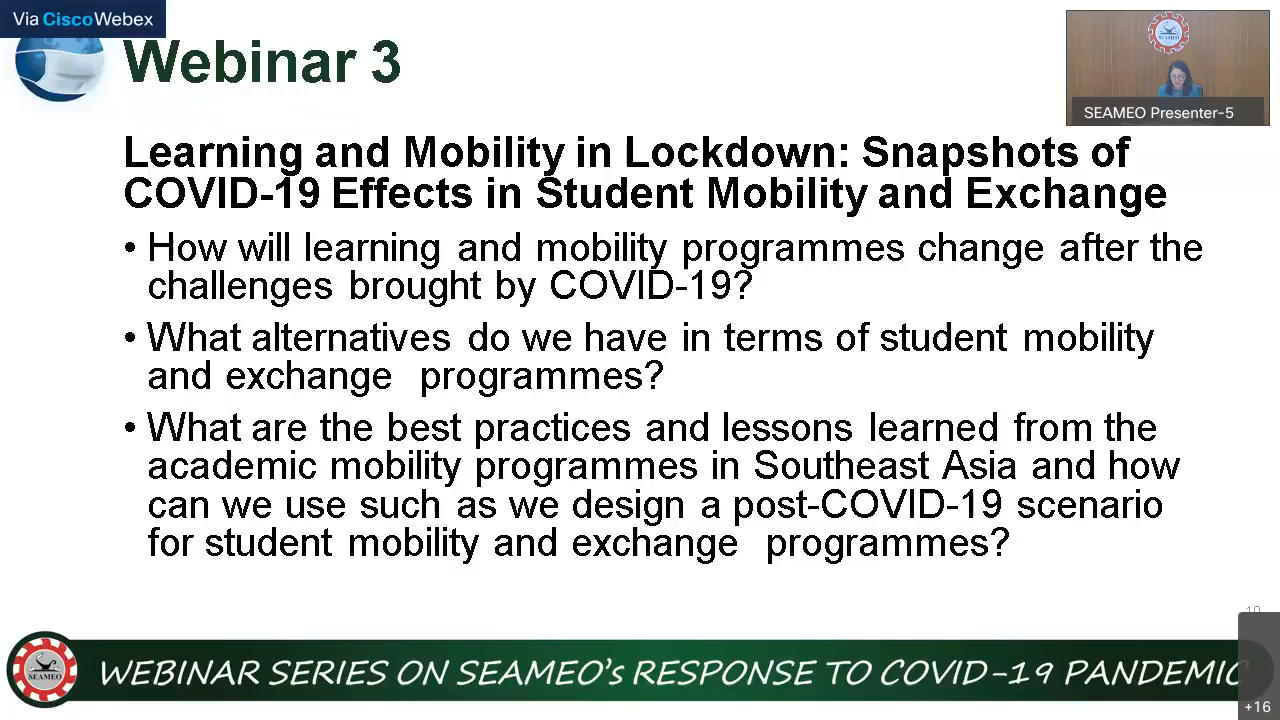 Via CiscoWebex
Webinar 3
SEAMEO
SEAMEO Presenter-5
Learning and Mobility in Lockdown: Snapshots of
COVID-19 Effects in Student Mobility and Exchange
• How will learning and mobility programmes change after the
challenges brought by COVID-19?
• What alternatives do we have in terms of student mobility
and exchange programmes?
• What are the best practices and lessons learned from the
academic mobility programmes in Southeast Asia and how
can we use such as we design a post-COVID-19 scenario
for student mobility and exchange programmes?
SEAMEO
WEBINAR SERIES ON SEAMEO's RESPONSE TO COVID-19 PANDEMIC
+16